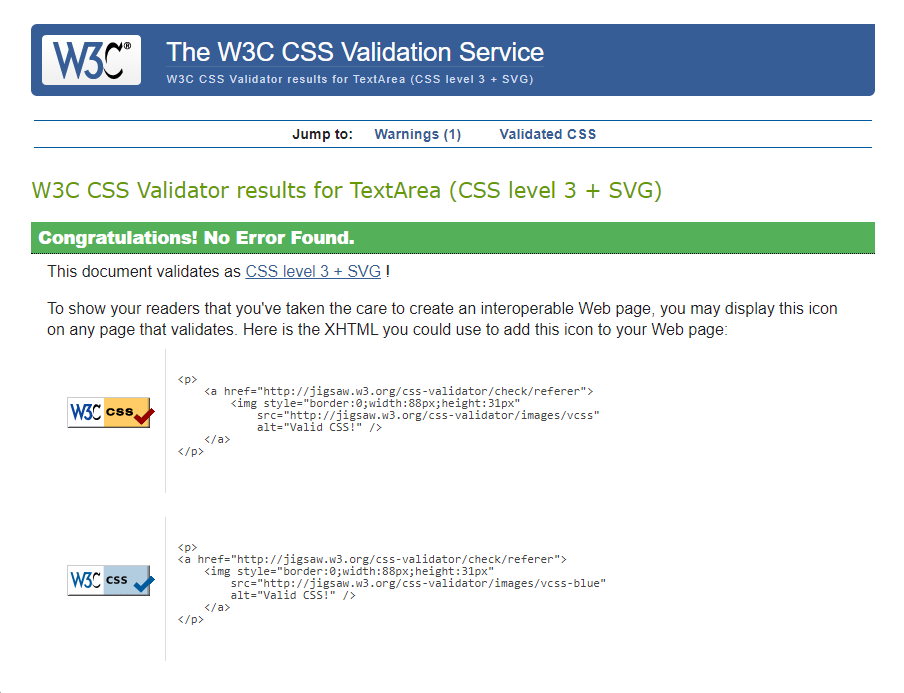 W3C®
The W3C CSS Validation Service
W3C CSS Validator results for TextArea (CSS level 3 + SVG)
Jump to: Warnings (1) Validated CSS
W3C CSS Validator results for TextArea (CSS level 3 + SVG)
Congratulations! No Error Found.
This document validates as CSS level 3 + SVG !
To show your readers that you've taken the care to create an interoperable Web page, you may display this icon
on any page that validates. Here is the XHTML you could use to add this icon to your Web page:
W3C css
<p>
<a href="http://jigsaw.w3.org/css-validator/check/referer">
<img style="border:0;width:88px;height:31px"
src="http://jigsaw.w3.org/css-validator/images/vcss"
alt="Valid CSS!" />
</a>
</p>
W3C css
<p>
<a href="http://jigsaw.w3.org/css-validator/check/referer">
<img style="border:0;width:88px;height:31px"
src="http://jigsaw.w3.org/css-validator/images/vcss-blue"
alt="Valid CSS!" />
</a>
</p>